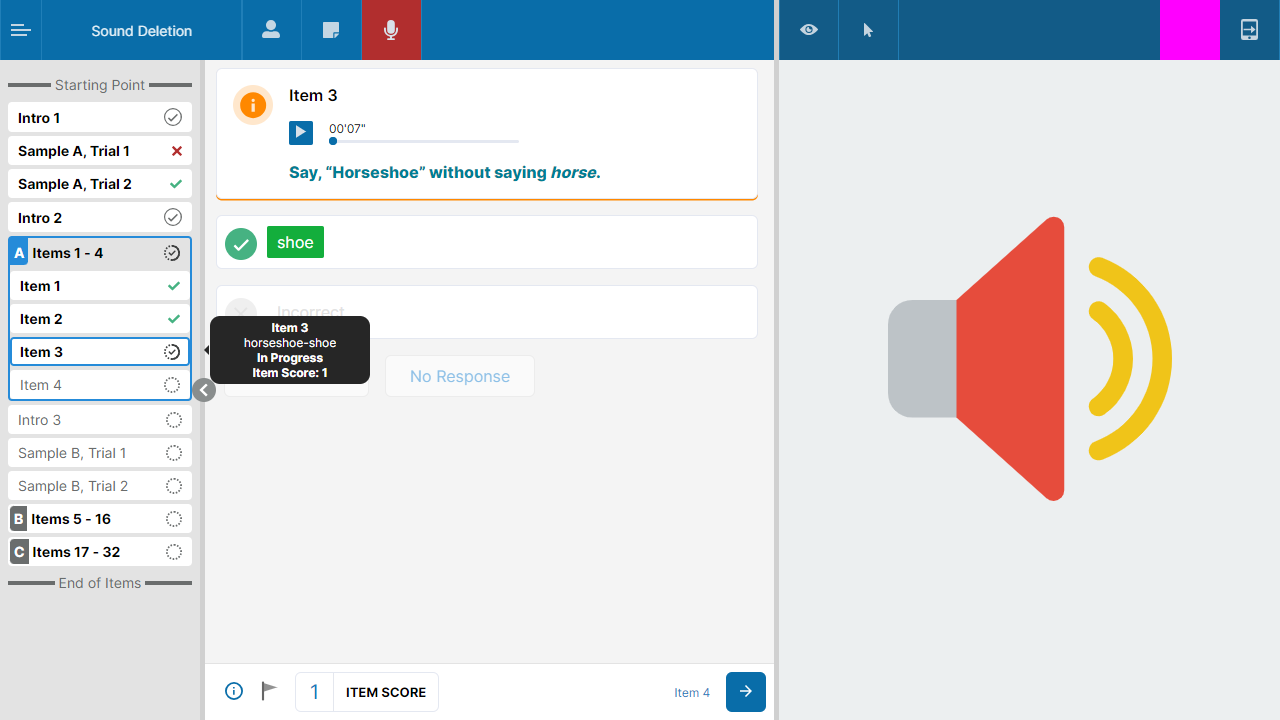 Sound Deletion
Starting Point
Intro 1
Sample A, Trial 1
Sample A, Trial 2
Intro 2
A Items 1 - 4
Item 1
Item 2
Item 3
Item 4
Intro 3
Sample B, Trial 1
Sample B, Trial 2
B Items 5 - 16
C Items 17 - 32
End of Items
Item 3
00'07"
Say, “Horseshoe” without saying horse.
shoe
Incorrect
Item 3
horseshoe-shoe
In Progress
Item Score: 1
No Response
1 ITEM SCORE
Item 4